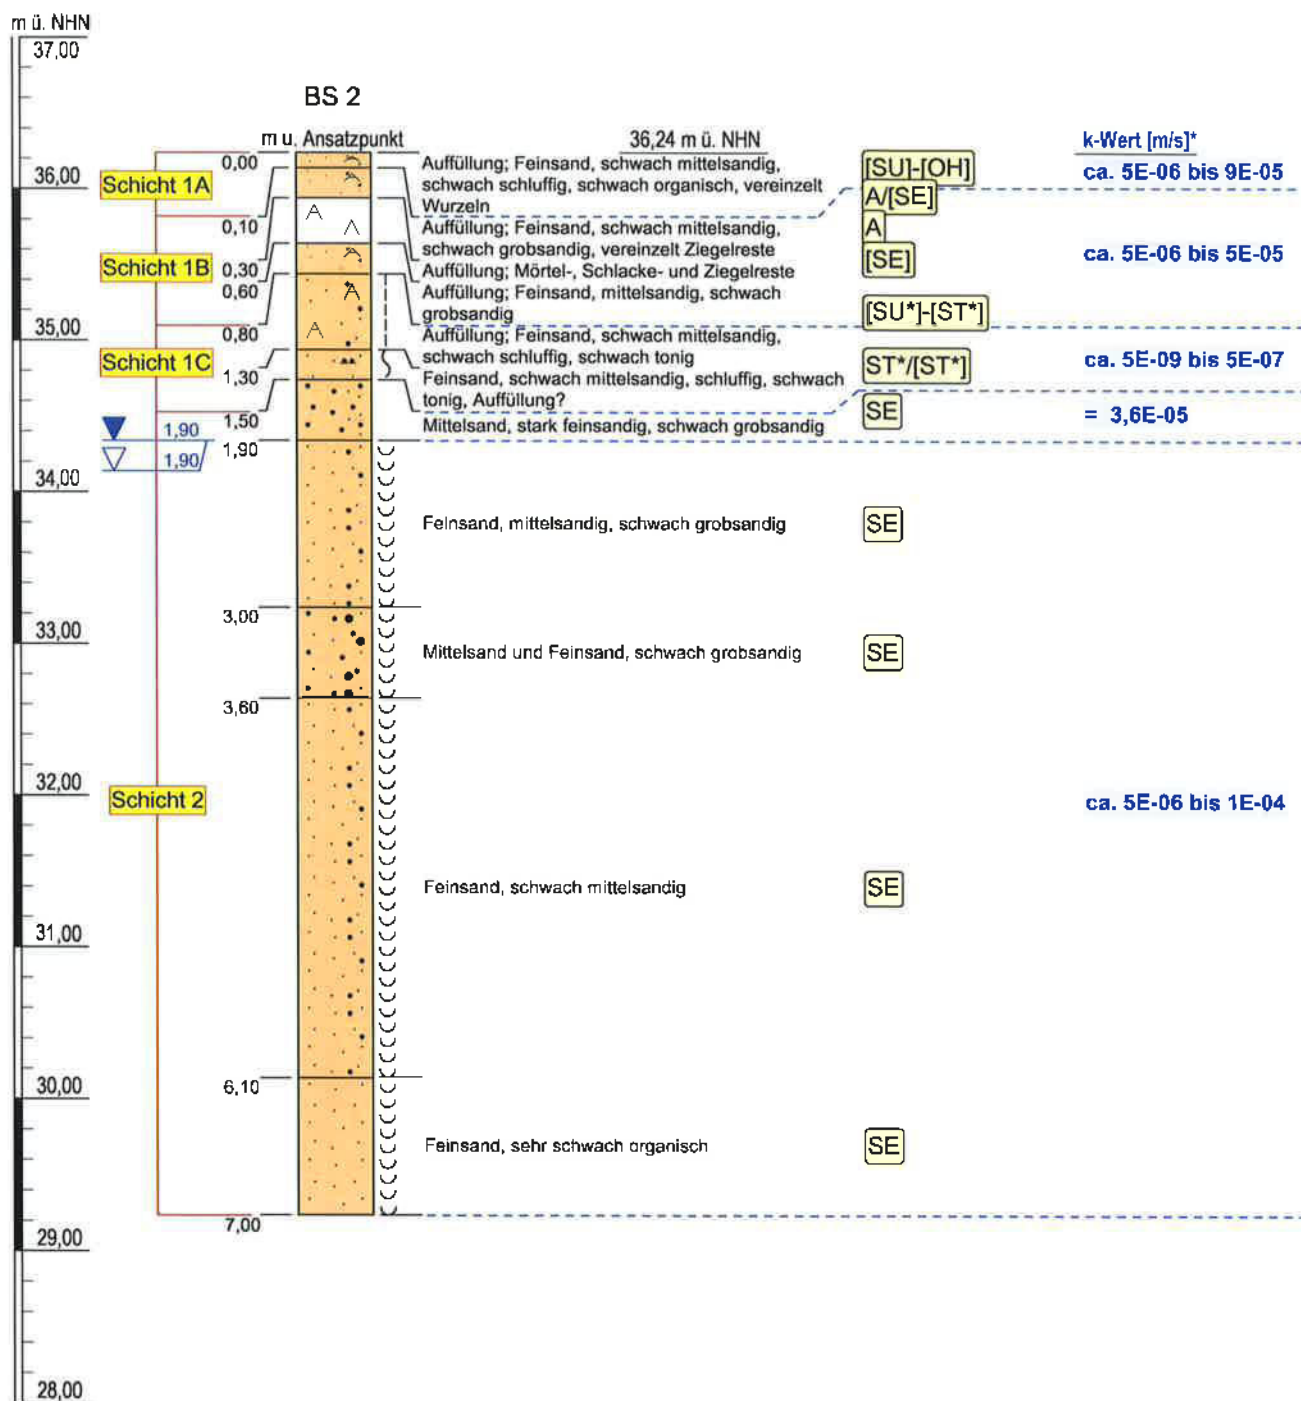 m ü. NHN
37,00
BS 2
m u. Ansatzpunkt
36,24 m ü. NHN
k-Wert [m/s]*
0,00
Auffüllung; Feinsand, schwach mittelsandig,
schwach schluffig, schwach organisch, vereinzelt
Wurzeln
[SU]-[OH]
ca. 5E-06 bis 9E-05
36,00
Schicht 1A
A/[SE]
0,10
Auffüllung; Feinsand, schwach mittelsandig,
schwach grobsandig, vereinzelt Ziegelreste
A
Schicht 1B
0,30
Auffüllung; Mörtel-, Schlacke- und Ziegelreste
[SE]
ca. 5E-06 bis 5E-05
0,60
Auffüllung; Feinsand, mittelsandig, schwach
grobsandig
[SU*]-[ST*]
35,00
0,80
Auffüllung; Feinsand, schwach mittelsandig,
schwach schluffig, schwach tonig
Schicht 1C
ST*/[ST*]
ca. 5E-09 bis 5E-07
1,30
Feinsand, schwach mittelsandig, schluffig, schwach
tonig, Auffüllung?
1,50
Mittelsand, stark feinsandig, schwach grobsandig
SE
= 3,6E-05
1,90
1,90
1,90
34,00
Feinsand, mittelsandig, schwach grobsandig
SE
3,00
33,00
Mittelsand und Feinsand, schwach grobsandig
SE
3,60
32,00
Schicht 2
ca. 5E-06 bis 1E-04
Feinsand, schwach mittelsandig
SE
31,00
30,00
6,10
Feinsand, sehr schwach organisch
SE
7,00
29,00
28,00